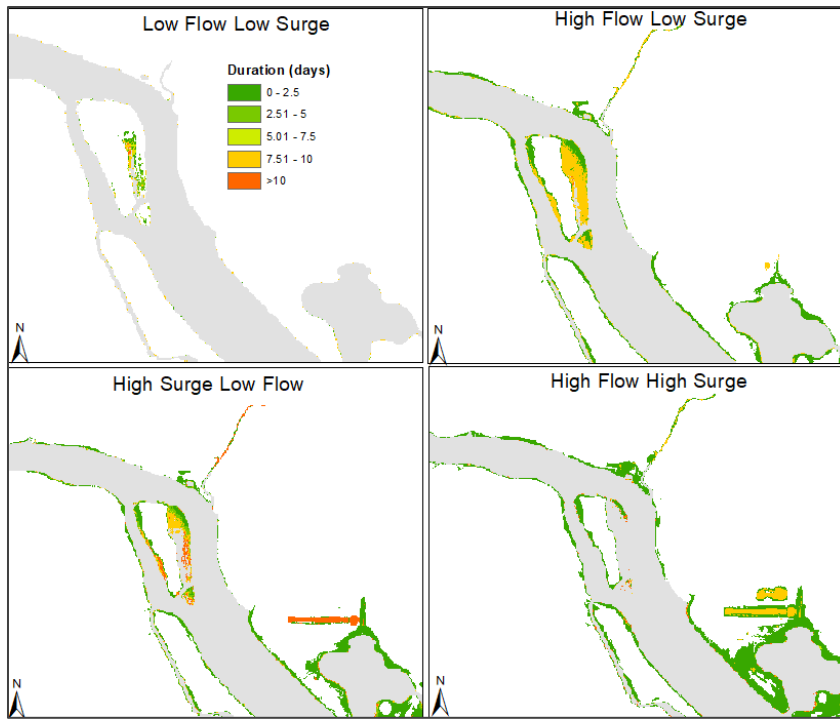 Low Flow Low Surge
Duration (days)
0 - 2.5
2.51 - 5
5.01 - 7.5
7.51 - 10
>10
N
High Flow Low Surge
N
High Surge Low Flow
N
High Flow High Surge
N